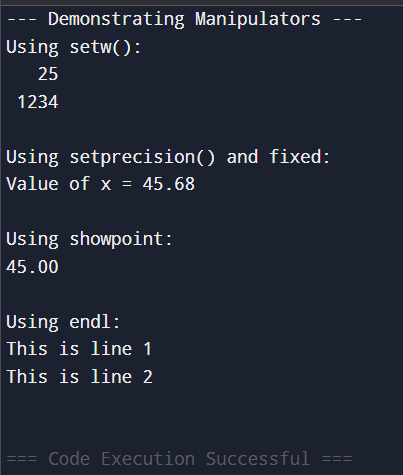 --- Demonstrating Manipulators ---
Using setw():
   25
 1234

Using setprecision() and fixed:
Value of x = 45.68

Using showpoint:
45.00

Using endl:
This is line 1
This is line 2


=== Code Execution Successful ===